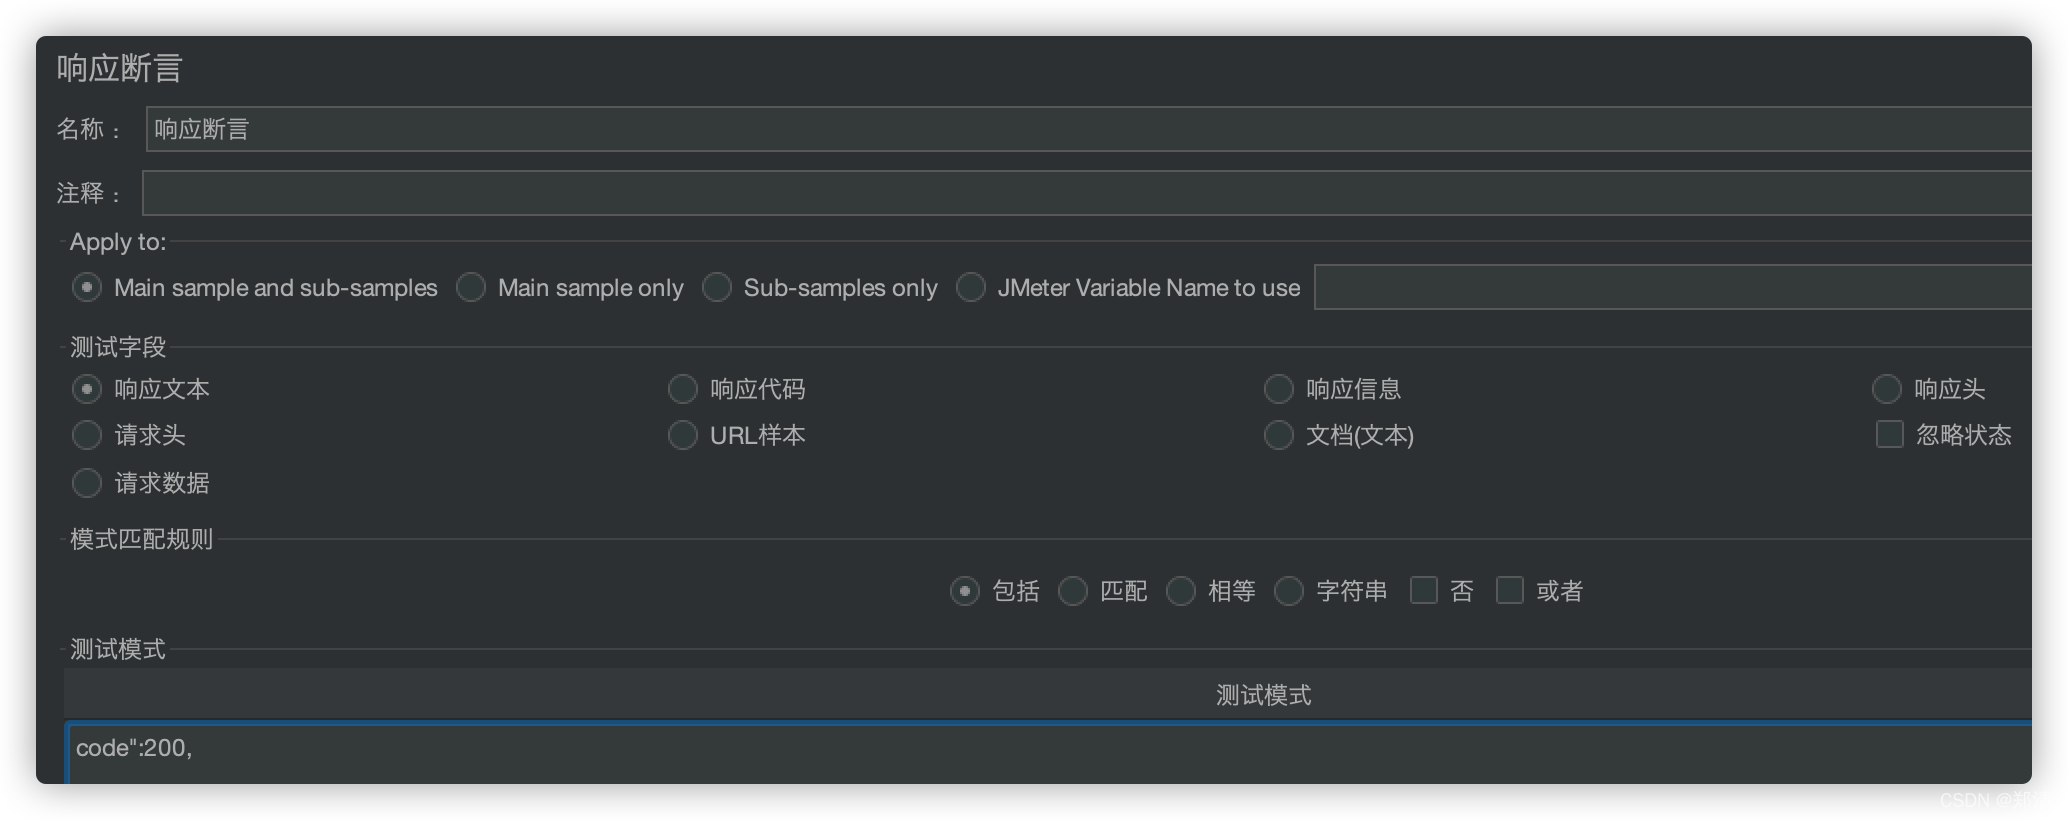 响应断言
名称： 响应断言
注释：
Apply to:
Main sample and sub-samples Main sample only Sub-samples only JMeter Variable Name to use
测试字段
响应文本 响应代码 响应信息 响应头
请求头 URL样本 文档(文本) 忽略状态
请求数据
模式匹配规则
包括 匹配 相等 字符串 否 或者
测试模式
测试模式
code":200,
CSDN @郑